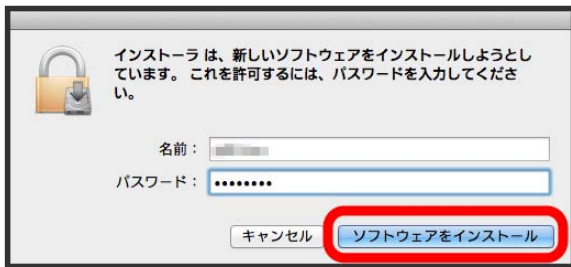 インストーラ は、新しいソフトウェアをインストールしようとし
ています。 これを許可するには、パスワードを入力してくださ
い。
名前：
パスワード： ••••••••
キャンセル ソフトウェアをインストール